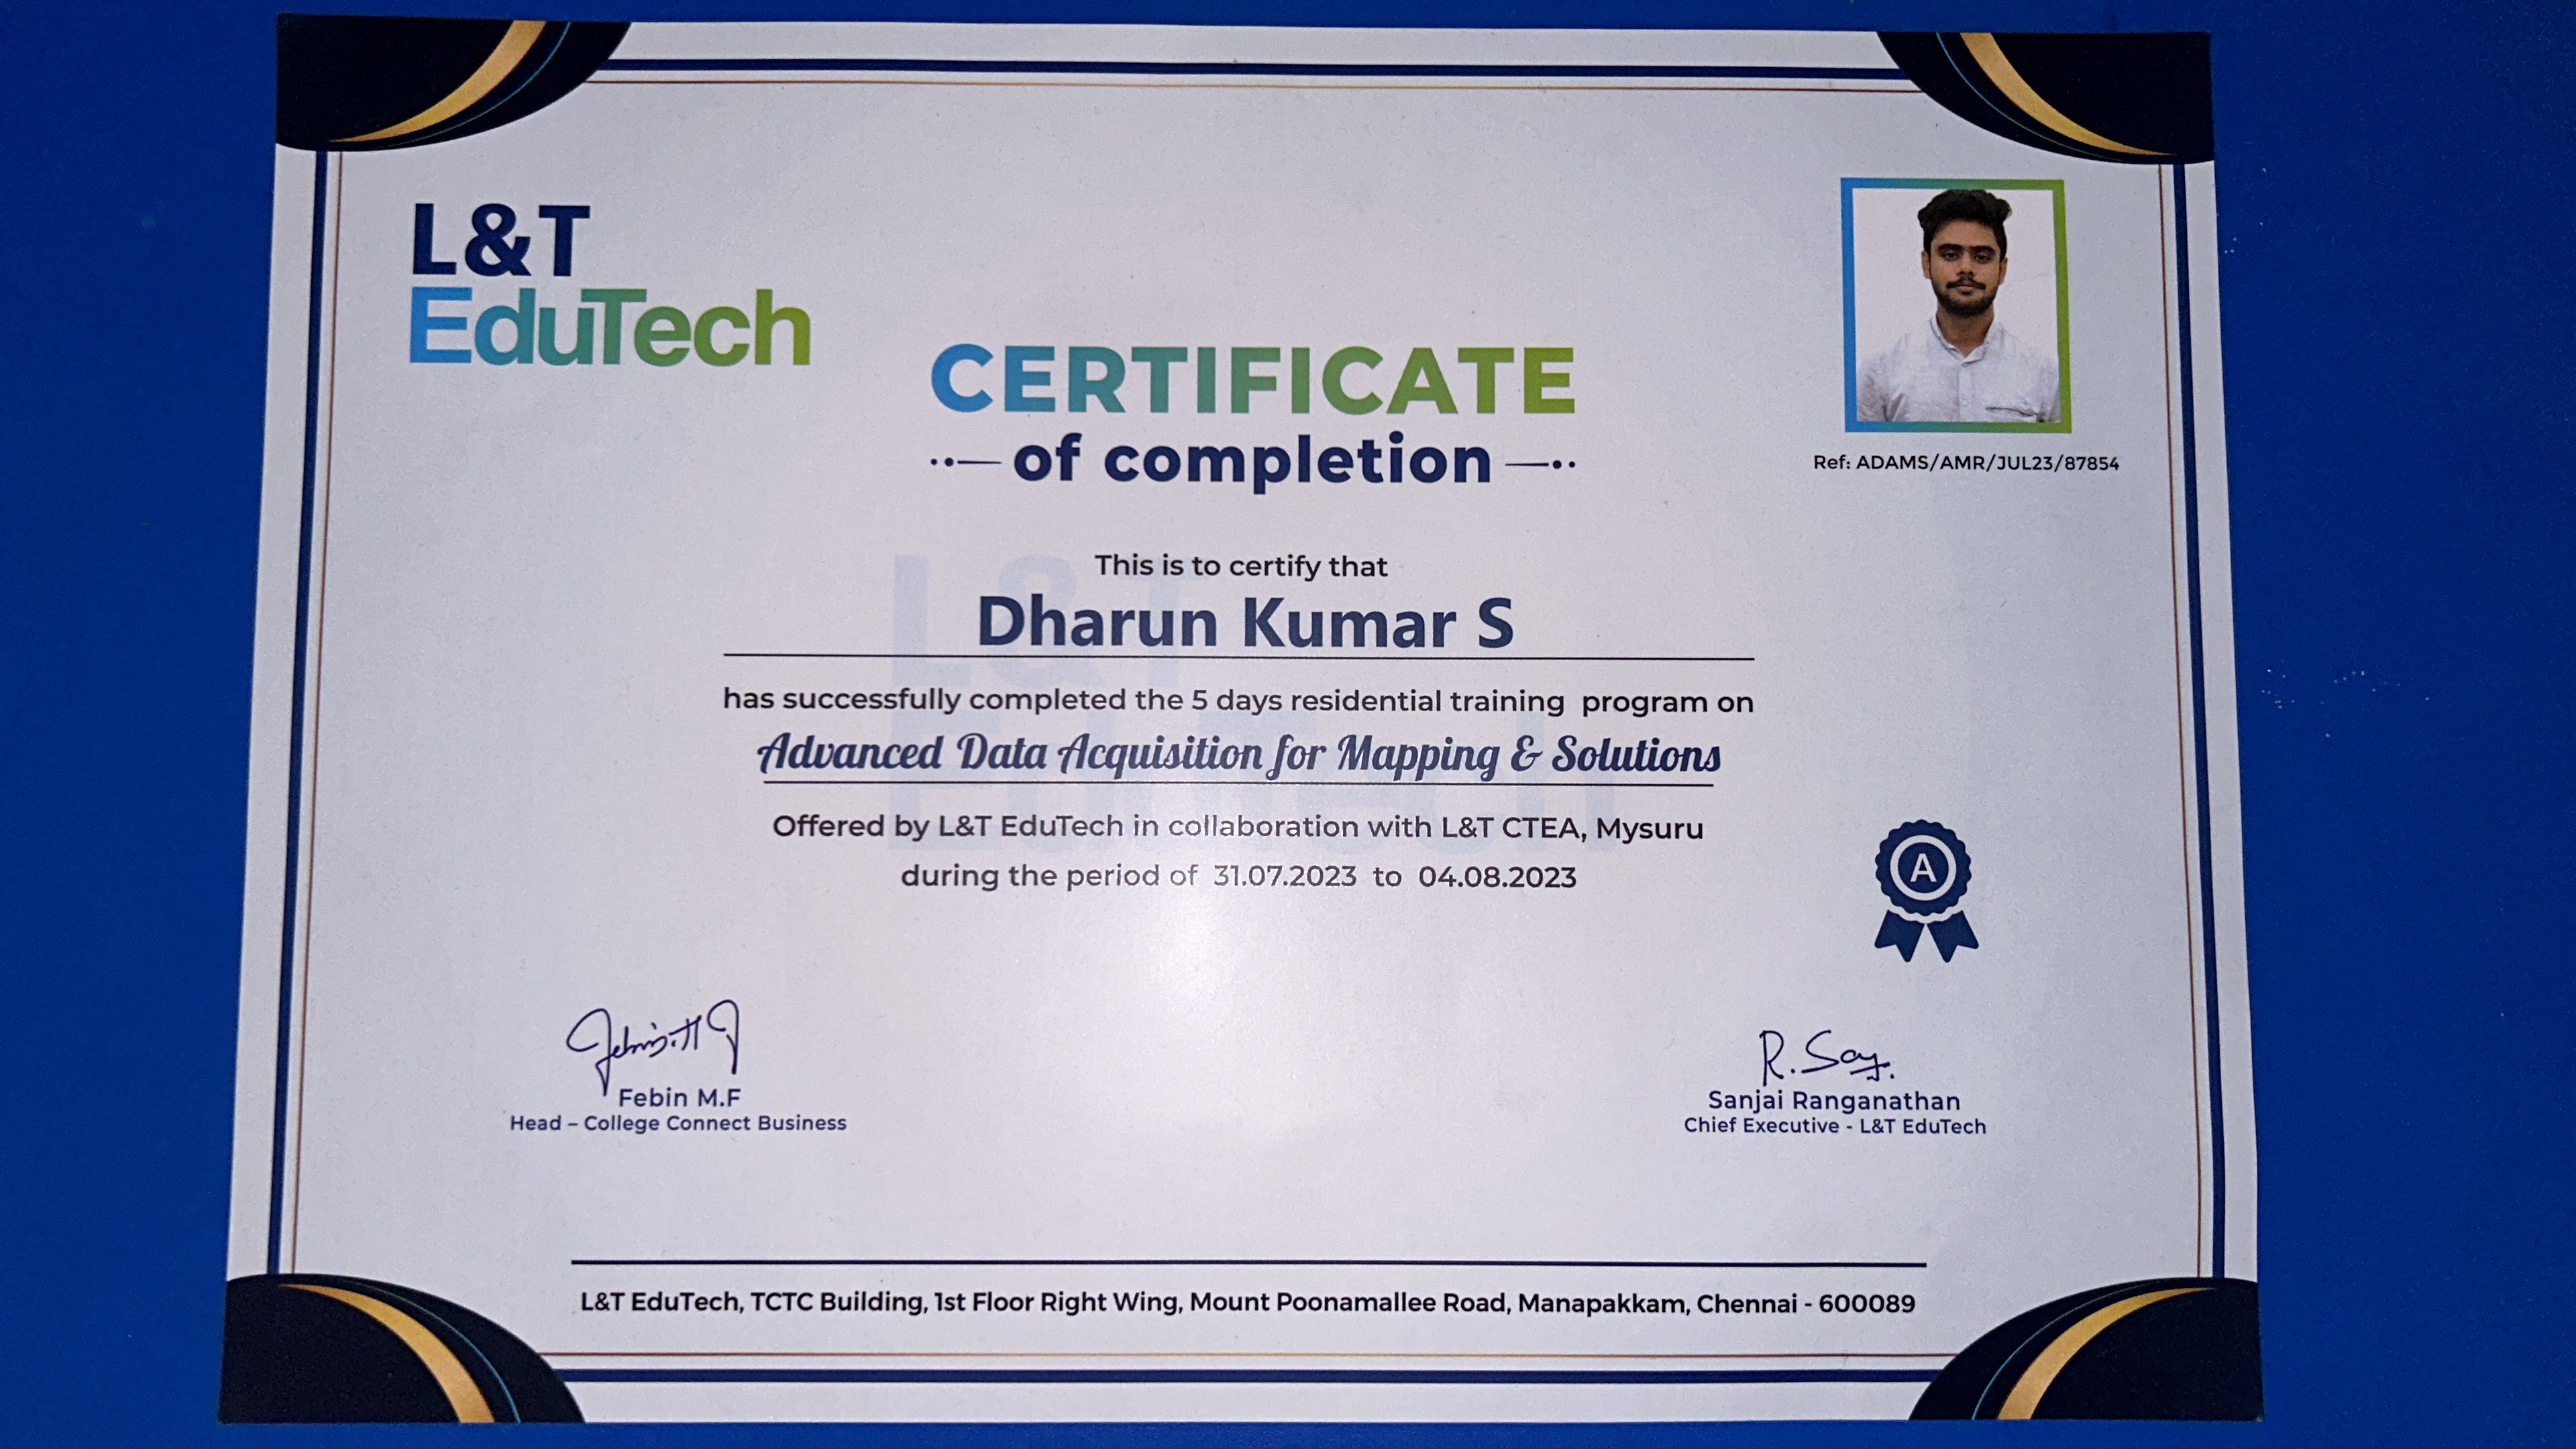 L&T
EduTech
CERTIFICATE
of completion
Ref: ADAMS/AMR/JUL23/87854
This is to certify that
Dharun Kumar S
has successfully completed the 5 days residential training program on
Advanced Data Acquisition for Mapping & Solutions
Offered by L&T EduTech in collaboration with L&T CTEA, Mysuru
during the period of 31.07.2023 to 04.08.2023
A
Febin M.F
Head – College Connect Business
R. Say.
Sanjai Ranganathan
Chief Executive - L&T EduTech
L&T EduTech, TCTC Building, 1st Floor Right Wing, Mount Poonamallee Road, Manapakkam, Chennai - 600089